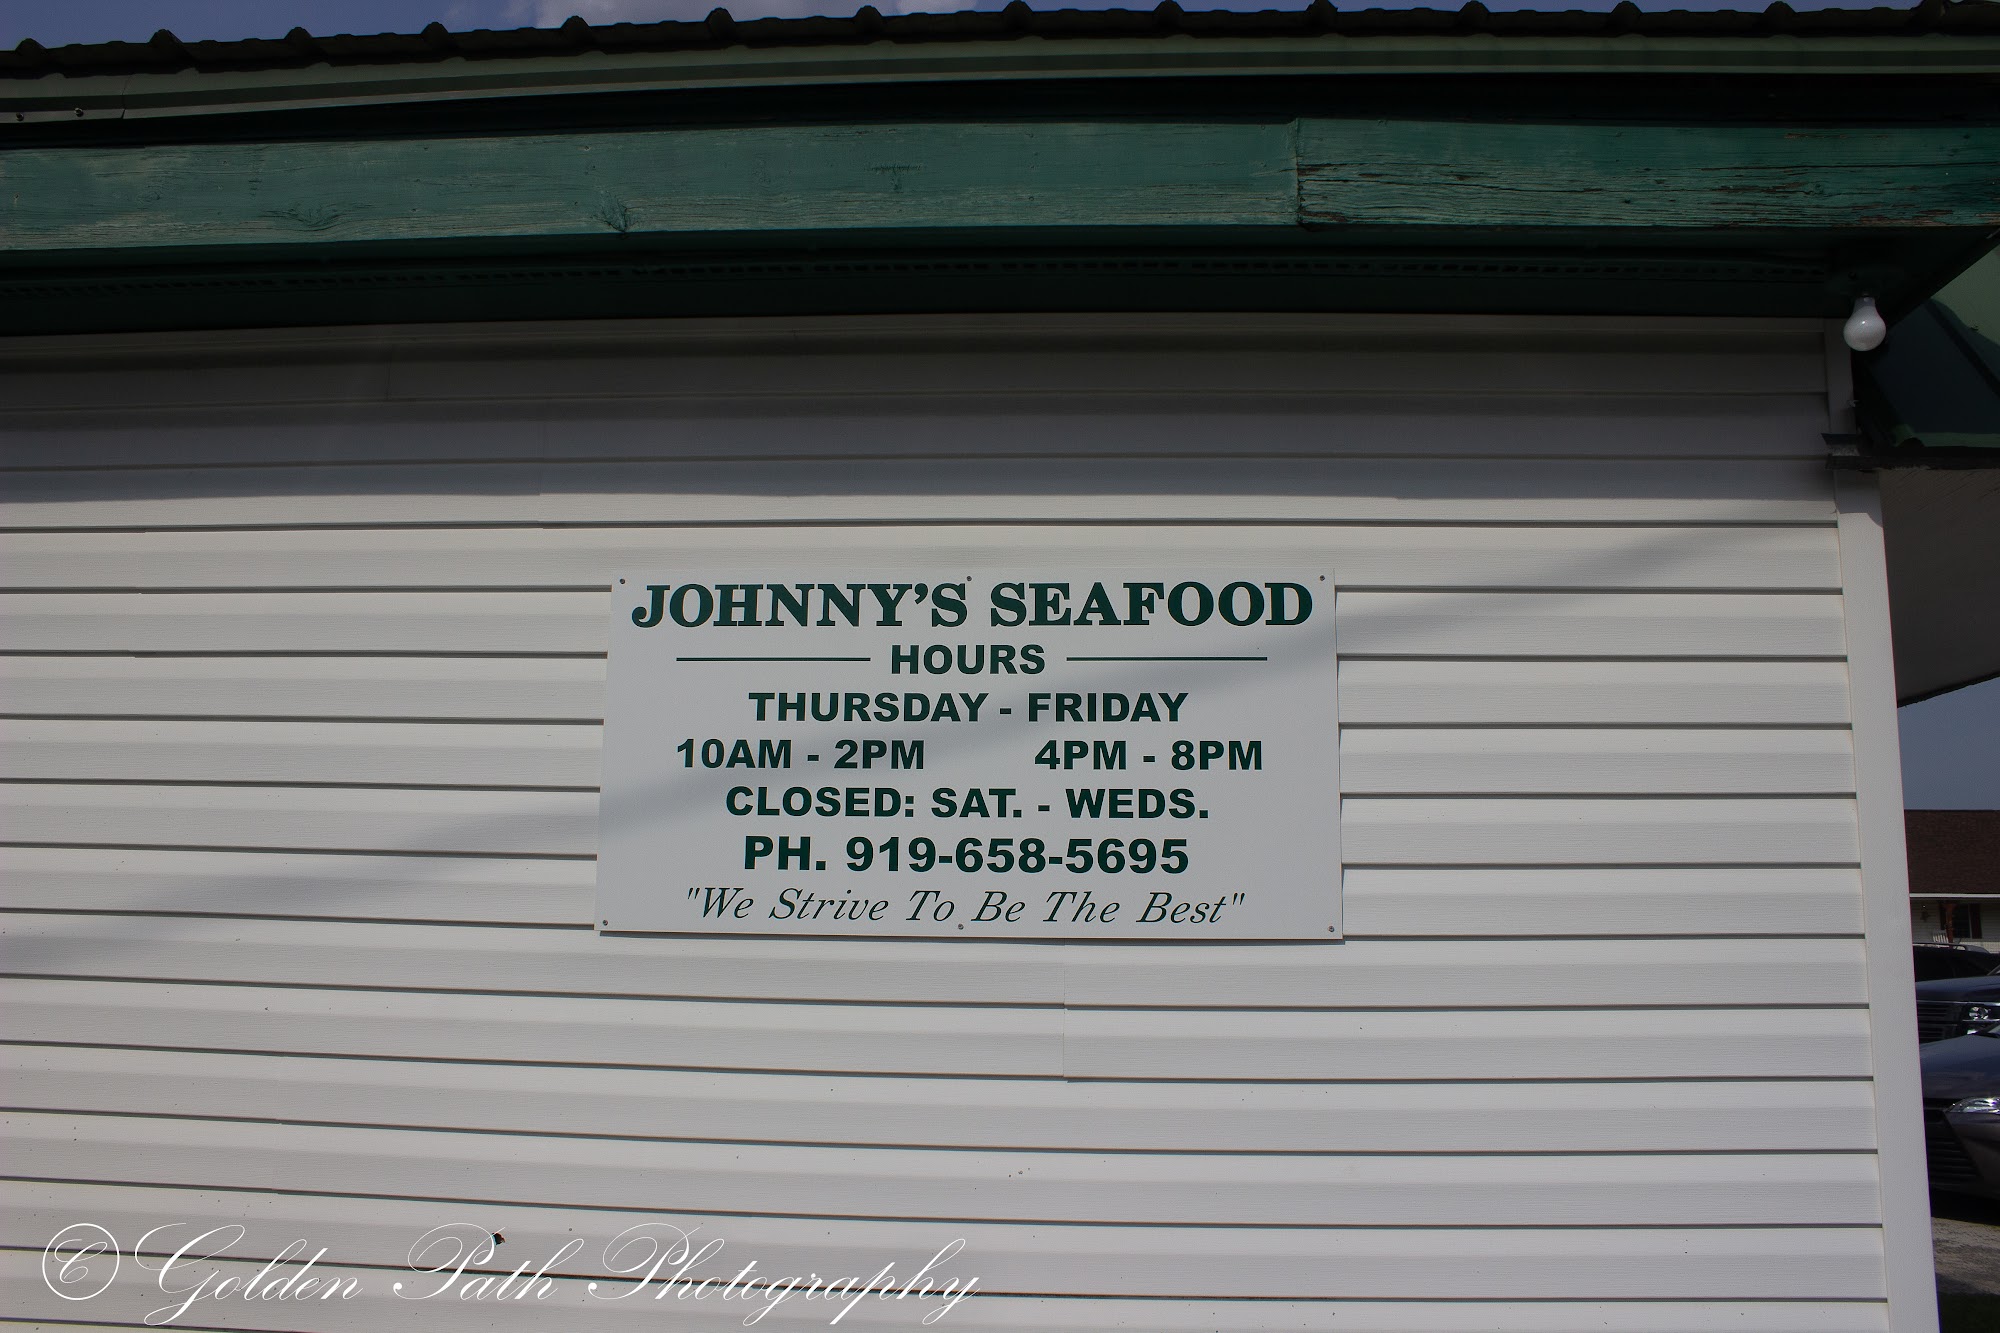 JOHNNY'S SEAFOOD
HOURS
THURSDAY - FRIDAY
10AM - 2PM 4PM - 8PM
CLOSED: SAT. - WEDS.
PH. 919-658-5695
"We Strive To Be The Best"
© Golden Path Photography